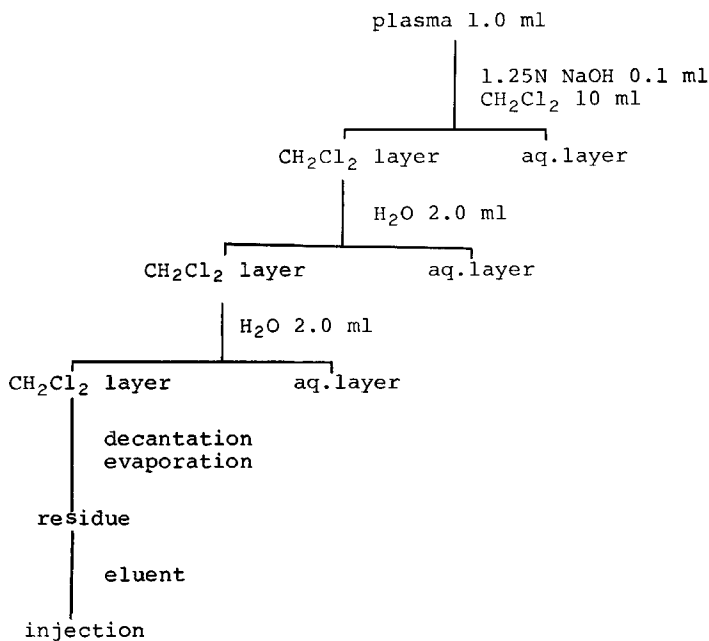 plasma 1.0 ml
1.25N NaOH 0.1 ml
CH₂Cl₂ 10 ml
CH₂Cl₂ layer aq.layer
H₂O 2.0 ml
CH₂Cl₂ layer aq.layer
H₂O 2.0 ml
CH₂Cl₂ layer aq.layer
decantation
evaporation
residue
eluent
injection